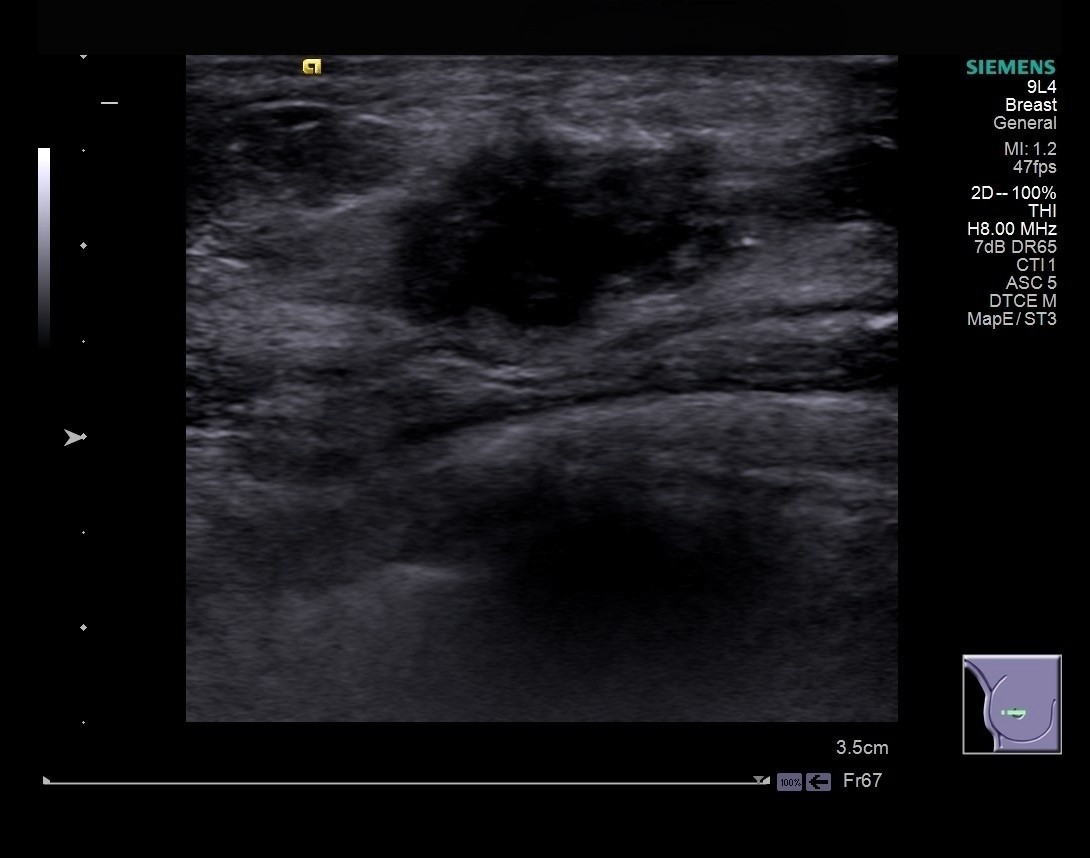 SIEMENS
9L4
Breast
General
MI: 1.2
47fps
2D--100%
THI
H8.00 MHz
7dB DR65
CTI 1
ASC 5
DTCE M
MapE / ST3
3.5cm
100%
Fr67